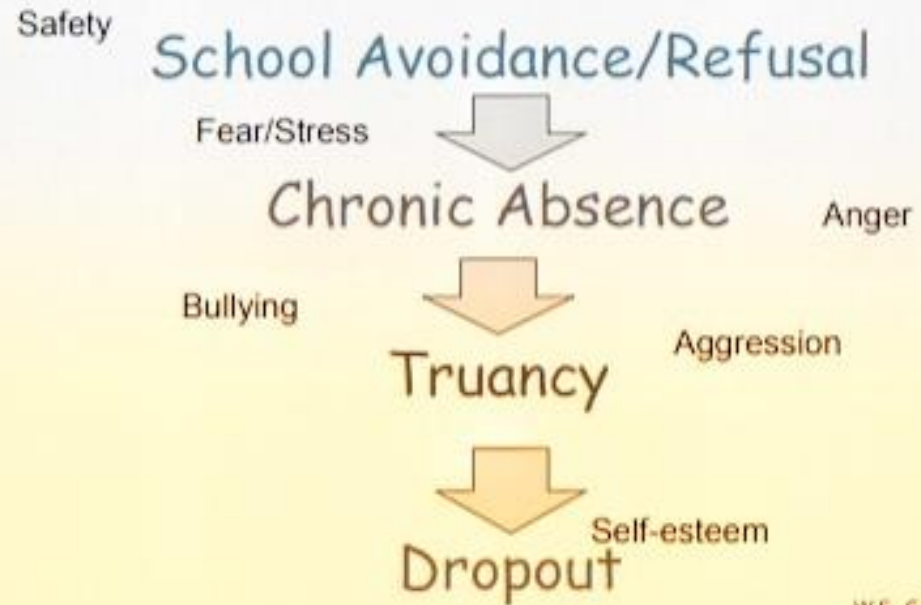 Safety
School Avoidance/Refusal
Fear/Stress
Chronic Absence
Anger
Bullying
Aggression
Truancy
Self-esteem
Dropout